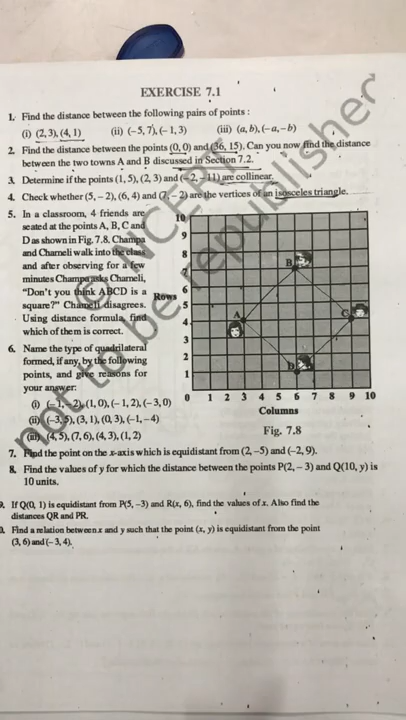 EXERCISE 7.1
1. Find the distance between the following pairs of points :
(i) (2, 3), (4, 1) (ii) (−5, 7), (−1, 3) (iii) (a, b), (−a, −b)
2. Find the distance between the points (0, 0) and (36, 15). Can you now find the distance
between the two towns A and B discussed in Section 7.2.
3. Determine if the points (1, 5), (2, 3) and (−2, −11) are collinear.
4. Check whether (5, −2), (6, 4) and (7, −2) are the vertices of an isosceles triangle.
5. In a classroom, 4 friends are
seated at the points A, B, C and
D as shown in Fig. 7.8. Champa
and Chameli walk into the class
and after observing for a few
minutes Champa asks Chameli,
"Don't you think ABCD is a
square?" Chameli disagrees.
Using distance formula, find
which of them is correct.
6. Name the type of quadrilateral
formed, if any, by the following
points, and give reasons for
your answer:
(i) (−1, −2), (1, 0), (−1, 2), (−3, 0)
(ii) (−3, 5), (3, 1), (0, 3), (−1, −4)
(iii) (4, 5), (7, 6), (4, 3), (1, 2)
10
9
8
7
6
5
4
3
2
1
Rows
B
A
C
D
0 1 2 3 4 5 6 7 8 9 10
Columns
Fig. 7.8
7. Find the point on the x-axis which is equidistant from (2, −5) and (−2, 9).
8. Find the values of y for which the distance between the points P(2, −3) and Q(10, y) is
10 units.
9. If Q(0, 1) is equidistant from P(5, −3) and R(x, 6), find the values of x. Also find the
distances QR and PR.
0. Find a relation between x and y such that the point (x, y) is equidistant from the point
(3, 6) and (−3, 4).
© NCERT
not to be republished